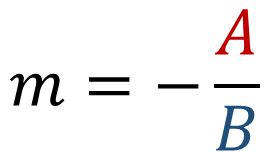 m = − A/B